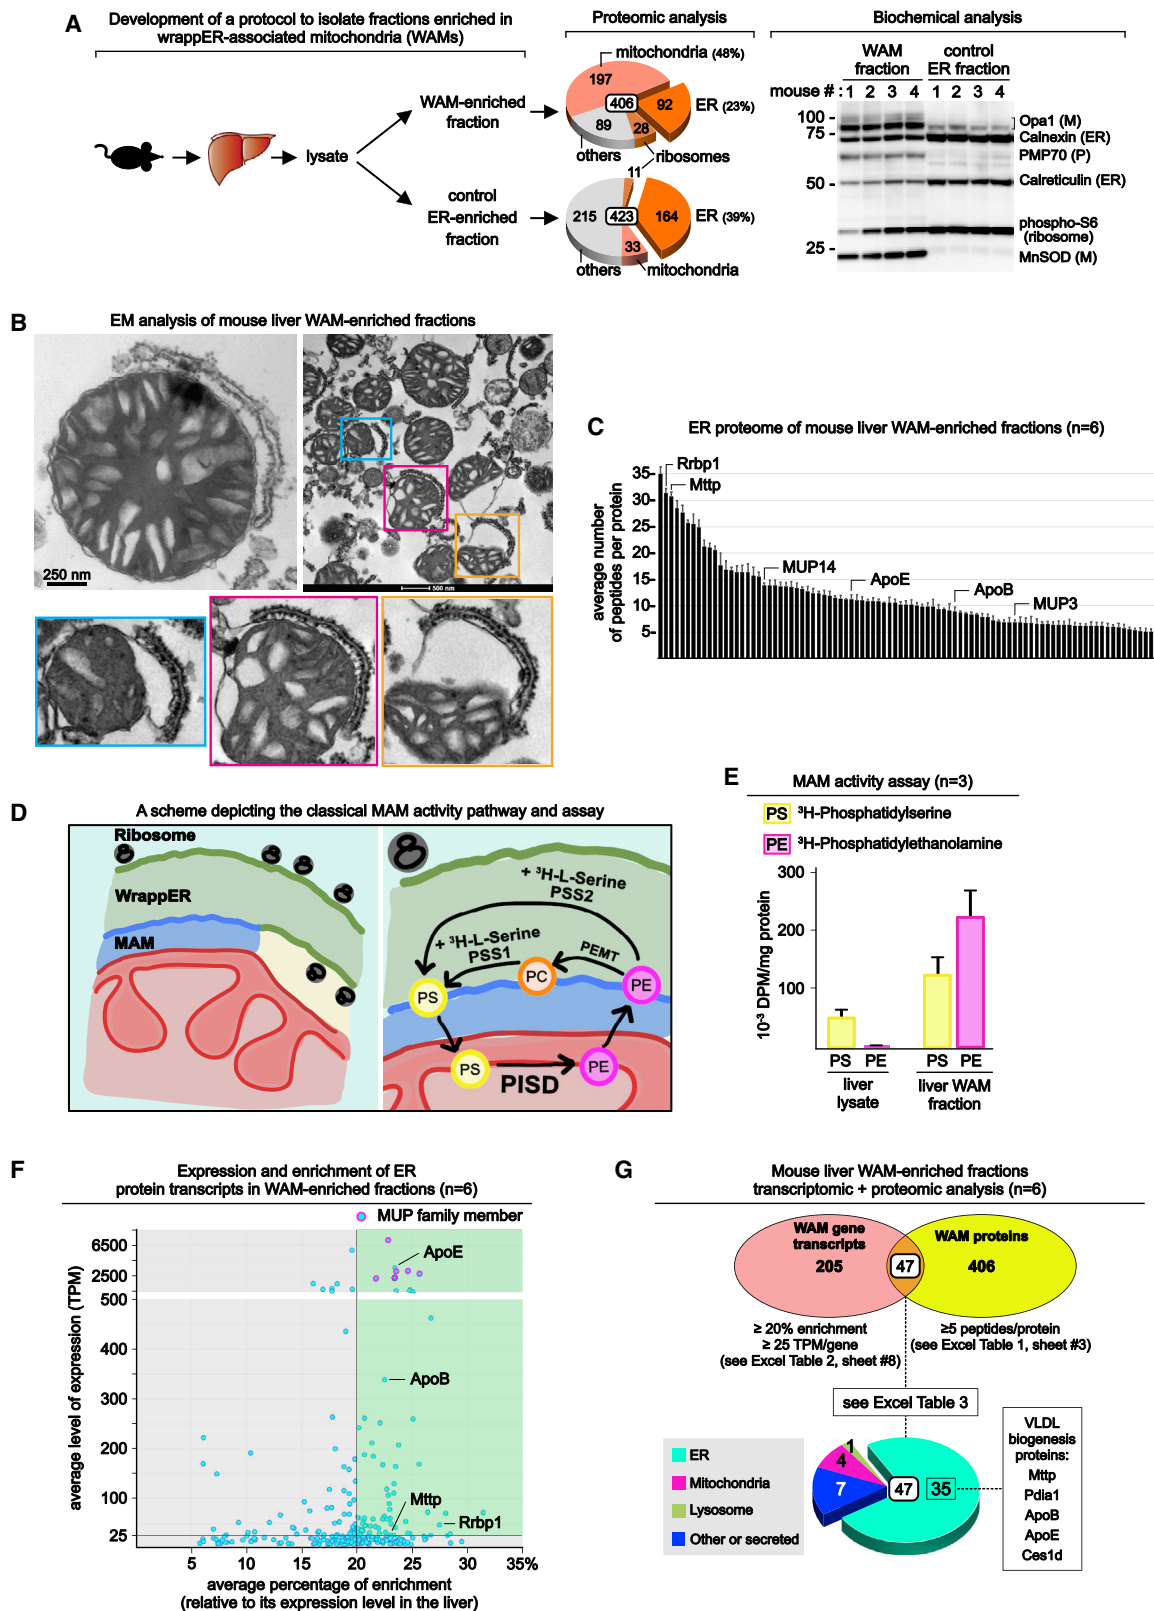 A
Development of a protocol to isolate fractions enriched in
wrappER-associated mitochondria (WAMs)
Proteomic analysis
Biochemical analysis
lysate
WAM-enriched
fraction
control
ER-enriched
fraction
mitochondria (48%)
197
406
92
ER (23%)
89
28
others
ribosomes
11
215
423
164
ER (39%)
33
others
mitochondria
WAM
fraction
control
ER fraction
mouse # : 1 2 3 4 1 2 3 4
100 -
75 -
50 -
25 -
Opa1 (M)
Calnexin (ER)
PMP70 (P)
Calreticulin (ER)
phospho-S6
(ribosome)
MnSOD (M)
B
EM analysis of mouse liver WAM-enriched fractions
250 nm
500 nm
C
ER proteome of mouse liver WAM-enriched fractions (n=6)
average number
of peptides per protein
35-
30-
25-
20-
15-
10-
5-
Rrbp1
Mttp
MUP14
ApoE
ApoB
MUP3
D
A scheme depicting the classical MAM activity pathway and assay
Ribosome
WrappER
MAM
+ ³H-L-Serine
PSS2
+ ³H-L-Serine
PSS1
PEMT
PC
PS
PE
PS
PE
PISD
E
MAM activity assay (n=3)
PS ³H-Phosphatidylserine
PE ³H-Phosphatidylethanolamine
10⁻³ DPM/mg protein
300
200
100
PS PE PS PE
liver
lysate
liver WAM
fraction
F
Expression and enrichment of ER
protein transcripts in WAM-enriched fractions (n=6)
MUP family member
average level of expression (TPM)
6500
2500
500
400
300
200
100
25
ApoE
ApoB
Mttp
Rrbp1
5 10 15 20 25 30 35%
average percentage of enrichment
(relative to its expression level in the liver)
G
Mouse liver WAM-enriched fractions
transcriptomic + proteomic analysis (n=6)
WAM gene
transcripts
205
47
WAM proteins
406
≥ 20% enrichment
≥ 25 TPM/gene
(see Excel Table 2, sheet #8)
≥5 peptides/protein
(see Excel Table 1, sheet #3)
see Excel Table 3
ER
Mitochondria
Lysosome
Other or secreted
1
4
7
47
35
VLDL
biogenesis
proteins:
Mttp
Pdia1
ApoB
ApoE
Ces1d